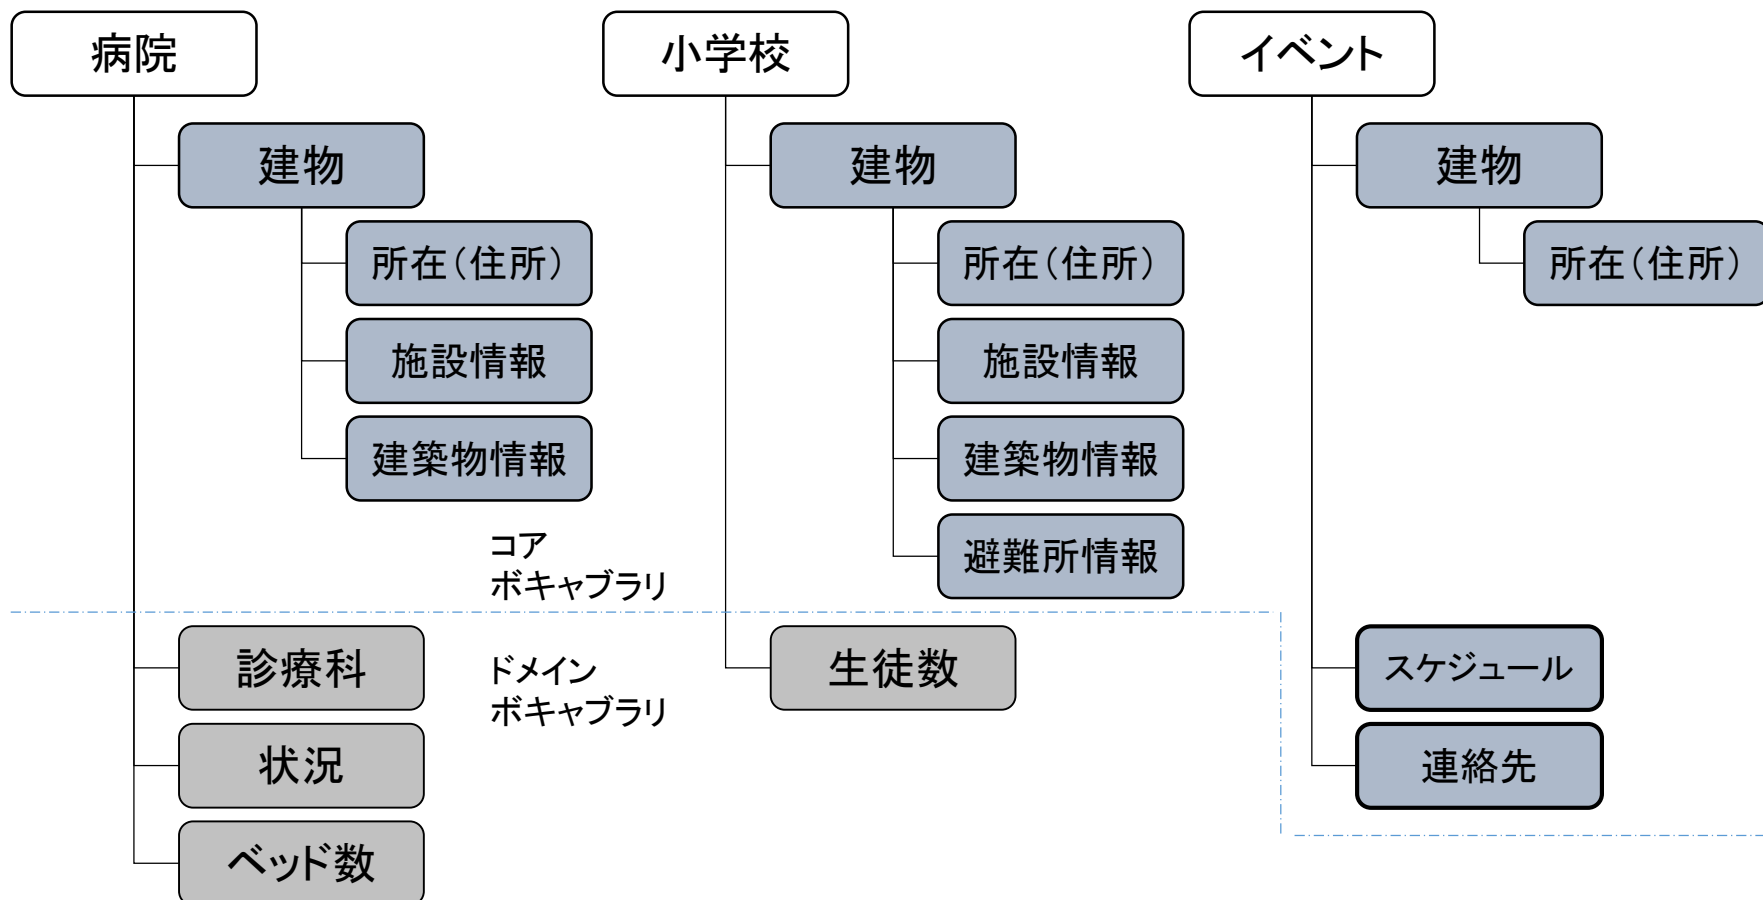 病院
建物
所在（住所）
施設情報
建築物情報
診療科
状況
ベッド数
コア
ボキャブラリ
ドメイン
ボキャブラリ
小学校
建物
所在（住所）
施設情報
建築物情報
避難所情報
生徒数
イベント
建物
所在（住所）
スケジュール
連絡先